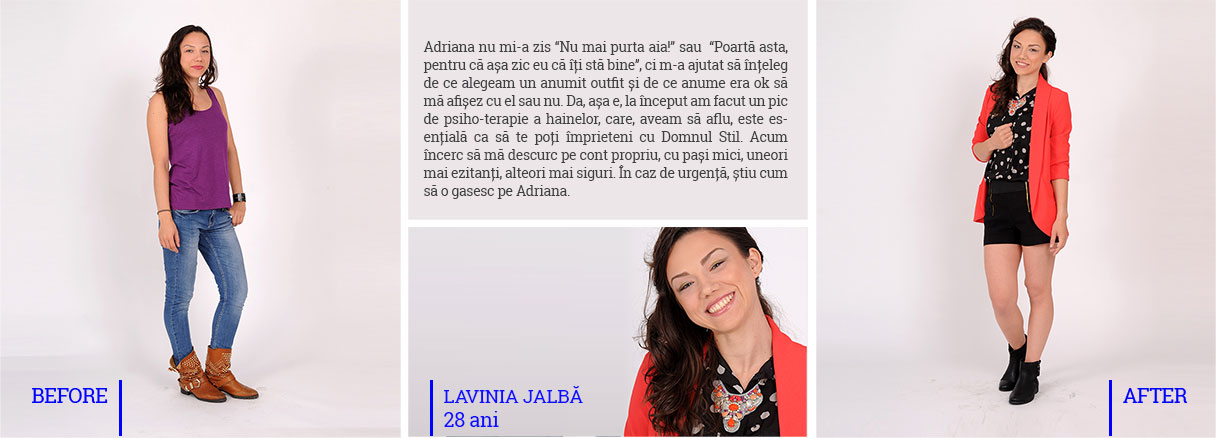 Adriana nu mi-a zis “Nu mai purta aia!” sau “Poartă asta,
pentru că așa zic eu că îți stă bine”, ci m-a ajutat să înțeleg
de ce alegeam un anumit outfit și de ce anume era ok să
mă afișez cu el sau nu. Da, așa e, la început am facut un pic
de psiho-terapie a hainelor, care, aveam să aflu, este es-
ențială ca să te poți împrieteni cu Domnul Stil. Acum
încerc să mă descurc pe cont propriu, cu pași mici, uneori
mai ezitanți, alteori mai siguri. În caz de urgență, știu cum
să o gasesc pe Adriana.
BEFORE
LAVINIA JALBĂ
28 ani
AFTER